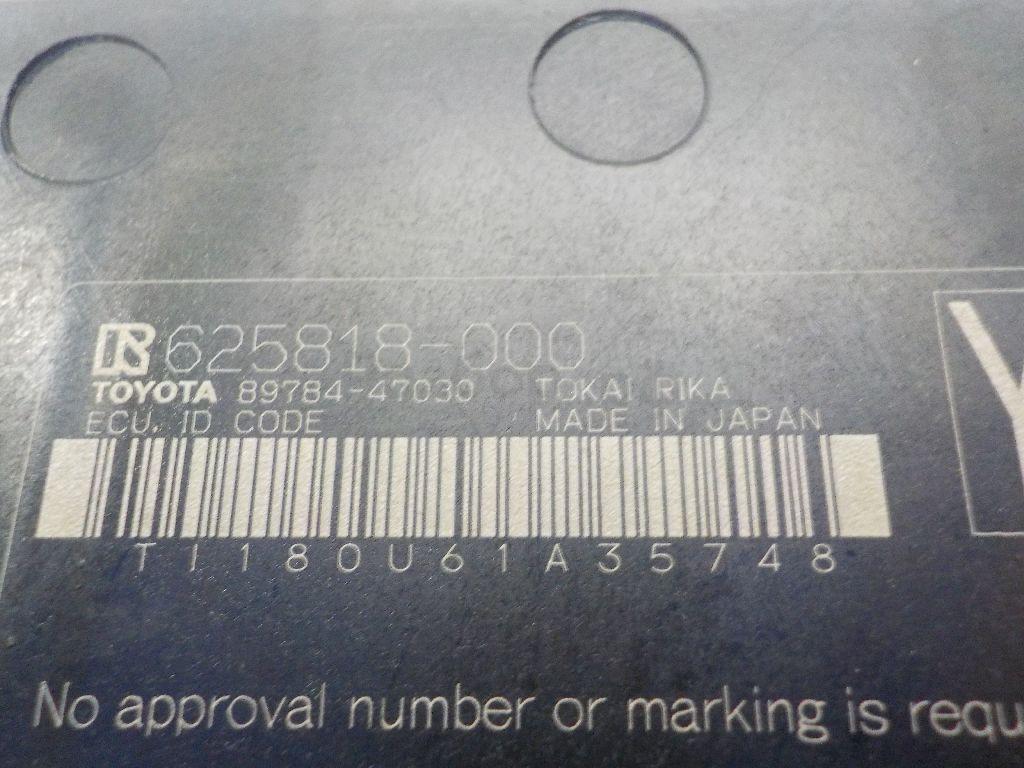 625818-000
TOYOTA 89784-47030 TOKAI RIKA
ECU. ID CODE MADE IN JAPAN
T1180U61A35748
No approval number or marking is requ